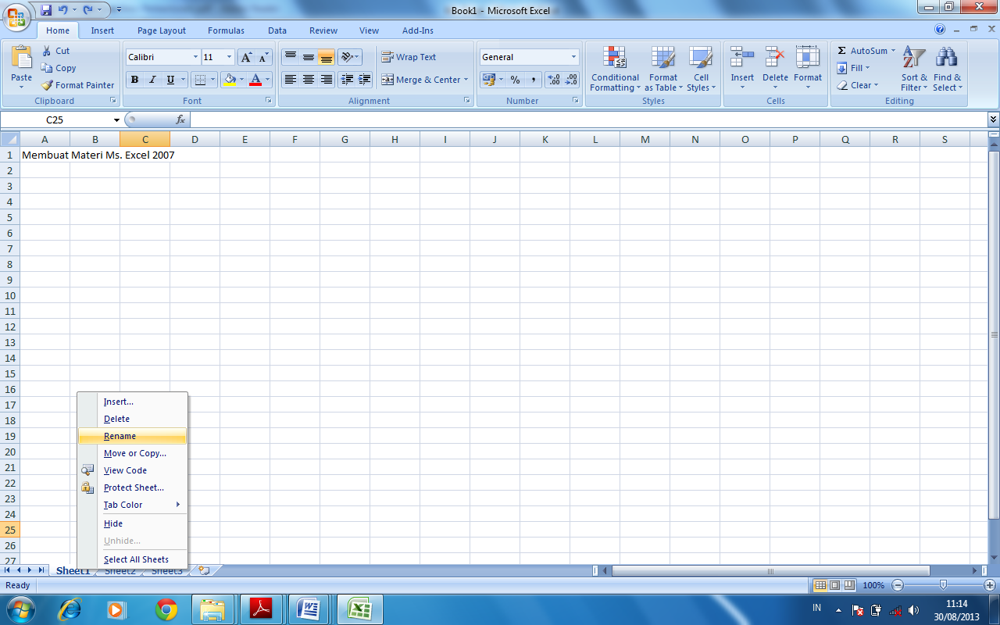 Book1 - Microsoft Excel
Home Insert Page Layout Formulas Data Review View Add-Ins
Paste
Cut
Copy
Format Painter
Clipboard
Calibri 11
B I U
Font
Wrap Text
Merge & Center
Alignment
General
% ,
Number
Conditional Formatting
Format as Table
Cell Styles
Styles
Insert Delete Format
Cells
Σ AutoSum
Fill
Clear
Sort & Filter
Find & Select
Editing
C25 fx
A B C D E F G H I J K L M N O P Q R S
1 Membuat Materi Ms. Excel 2007
2
3
4
5
6
7
8
9
10
11
12
13
14
15
16
17
18
19
20
21
22
23
24
25
26
27
Insert...
Delete
Rename
Move or Copy...
View Code
Protect Sheet...
Tab Color
Hide
Unhide...
Select All Sheets
Sheet1 Sheet2 Sheet3
Ready 100%
IN 11:14
30/08/2013